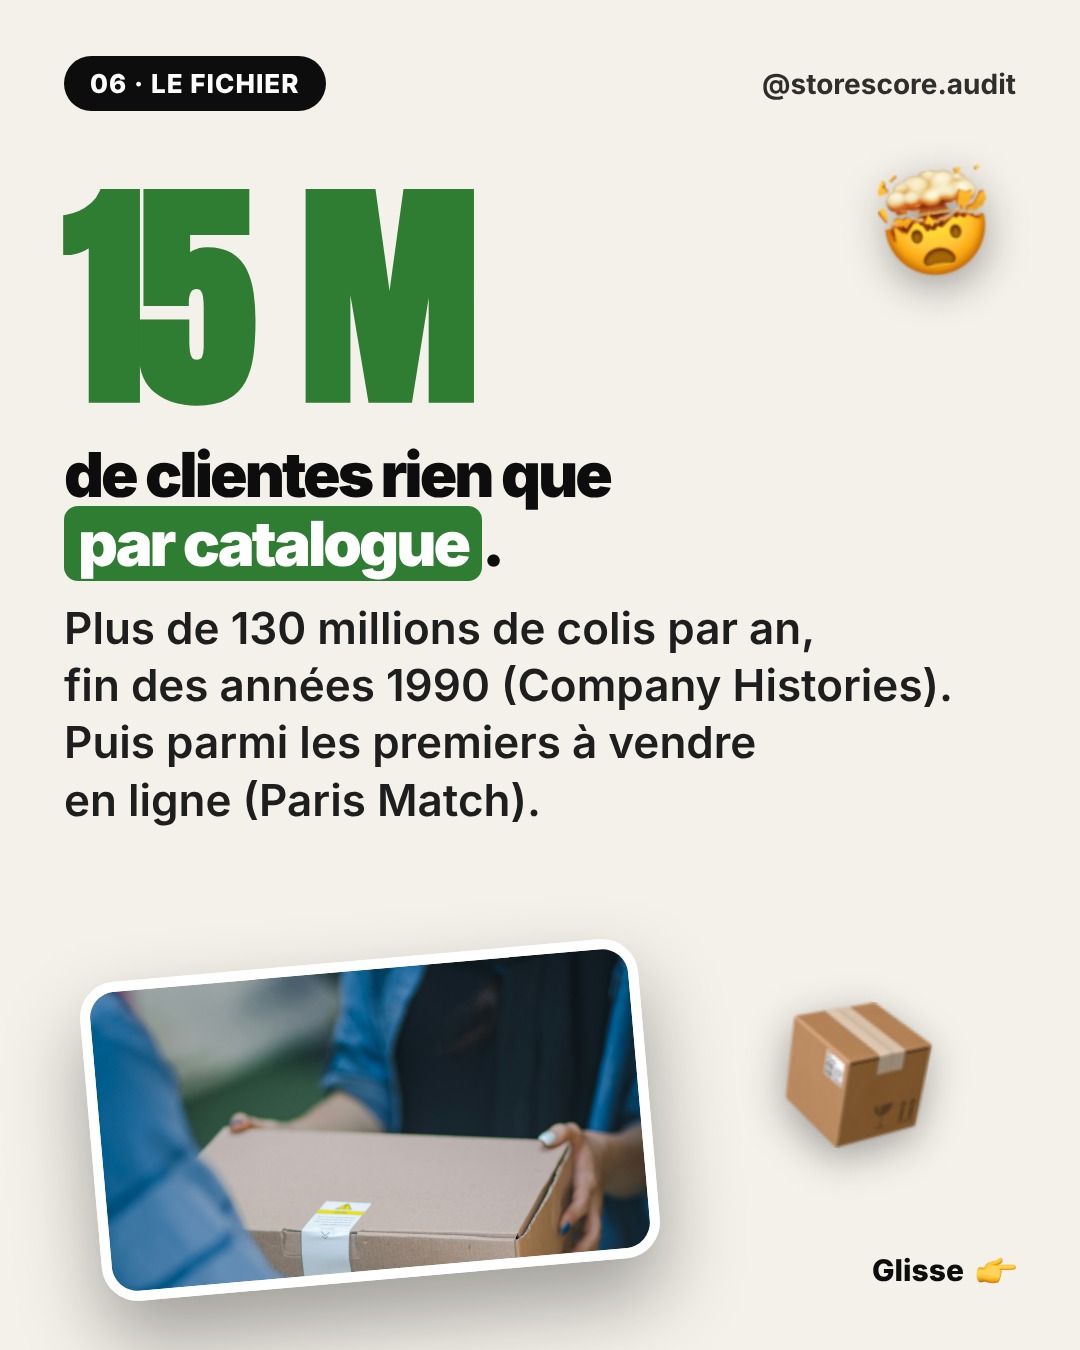 06 · LE FICHIER
@storescore.audit
15 M
de clientes rien que
par catalogue.
Plus de 130 millions de colis par an,
fin des années 1990 (Company Histories).
Puis parmi les premiers à vendre
en ligne (Paris Match).
Glisse 👉